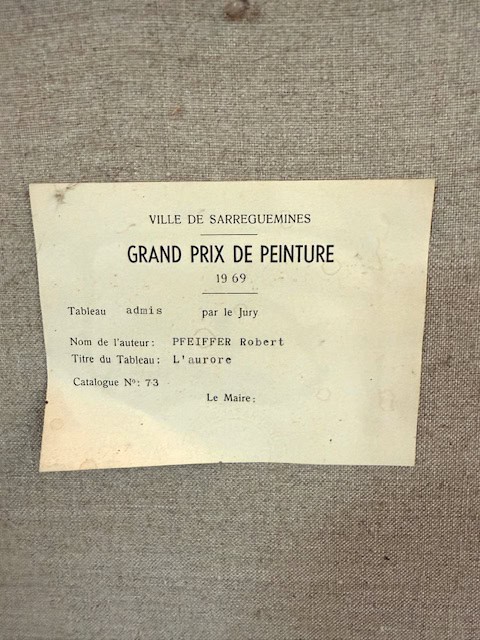 VILLE DE SARREGUEMINES
GRAND PRIX DE PEINTURE
1969
Tableau admis par le Jury
Nom de l'auteur: PFEIFFER Robert
Titre du Tableau: L'aurore
Catalogue N°: 73
Le Maire: